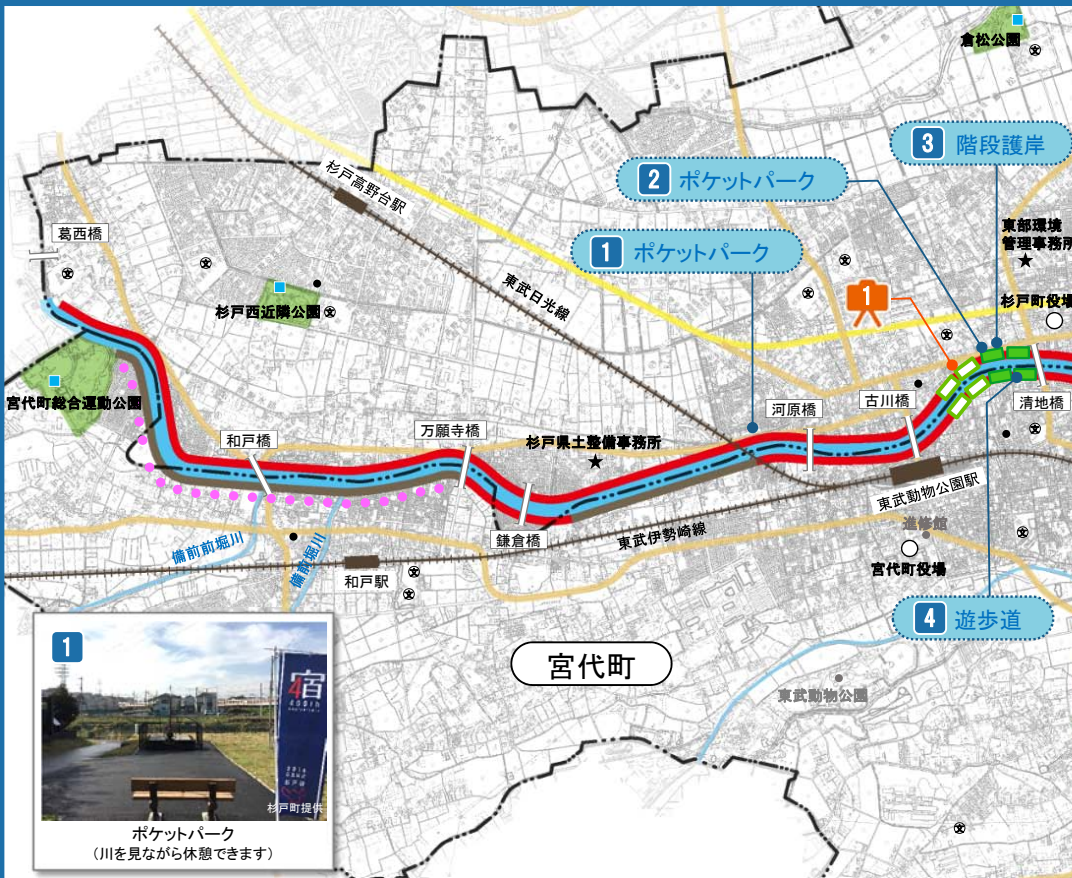 倉松公園
3 階段護岸
2 ポケットパーク
1 ポケットパーク
杉戸高野台駅
東武日光線
東部環境
管理事務所
杉戸町役場
1
葛西橋
杉戸西近隣公園
宮代町総合運動公園
和戸橋
万願寺橋
杉戸県土整備事務所
河原橋
古川橋
清地橋
東武動物公園駅
鎌倉橋
東武伊勢崎線
進修館
宮代町役場
備前前堀川
備前堀川
和戸駅
4 遊歩道
宮代町
東武動物公園
1
宿
杉戸町提供
ポケットパーク
(川を見ながら休憩できます)